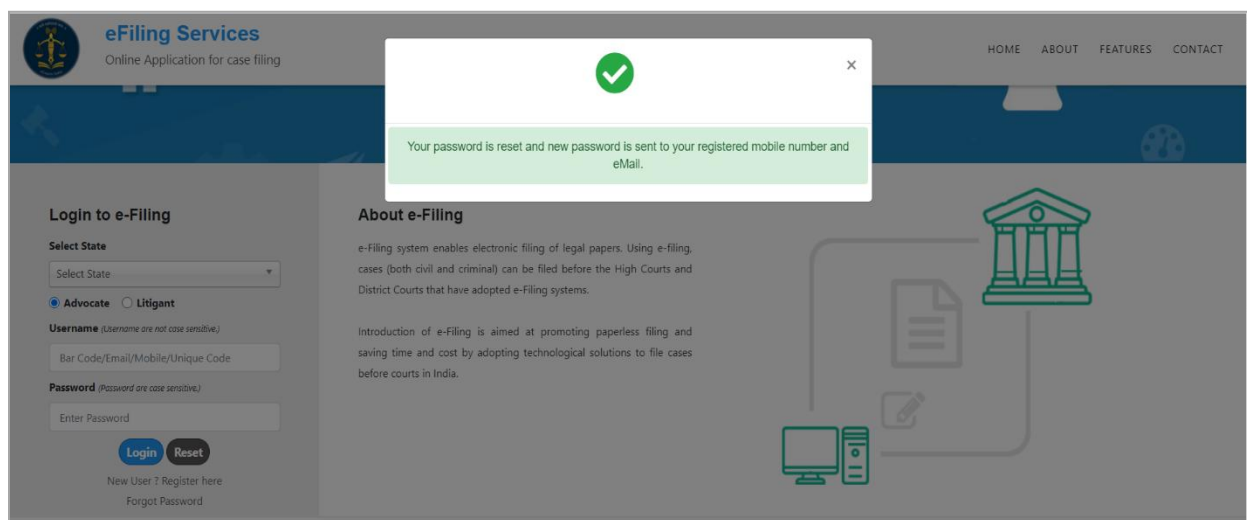 eFiling Services
Online Application for case filing
HOME ABOUT FEATURES CONTACT
×
Your password is reset and new password is sent to your registered mobile number and
eMail.
Login to e-Filing
Select State
Select State
Advocate Litigant
Username (Username are not case sensitive.)
Bar Code/Email/Mobile/Unique Code
Password (Password are case sensitive.)
Enter Password
Login Reset
New User ? Register here
Forgot Password
About e-Filing
e-Filing system enables electronic filing of legal papers. Using e-filing,
cases (both civil and criminal) can be filed before the High Courts and
District Courts that have adopted e-Filing systems.
Introduction of e-Filing is aimed at promoting paperless filing and
saving time and cost by adopting technological solutions to file cases
before courts in India.